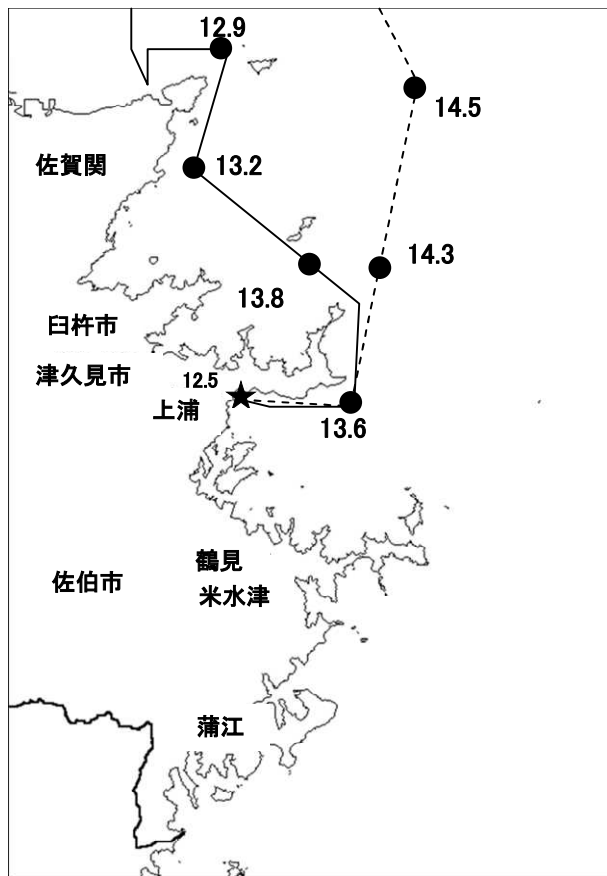 12.9
14.5
佐賀関
13.2
14.3
13.8
臼杵市
津久見市
12.5
上浦
13.6
鶴見
佐伯市
米水津
蒲江